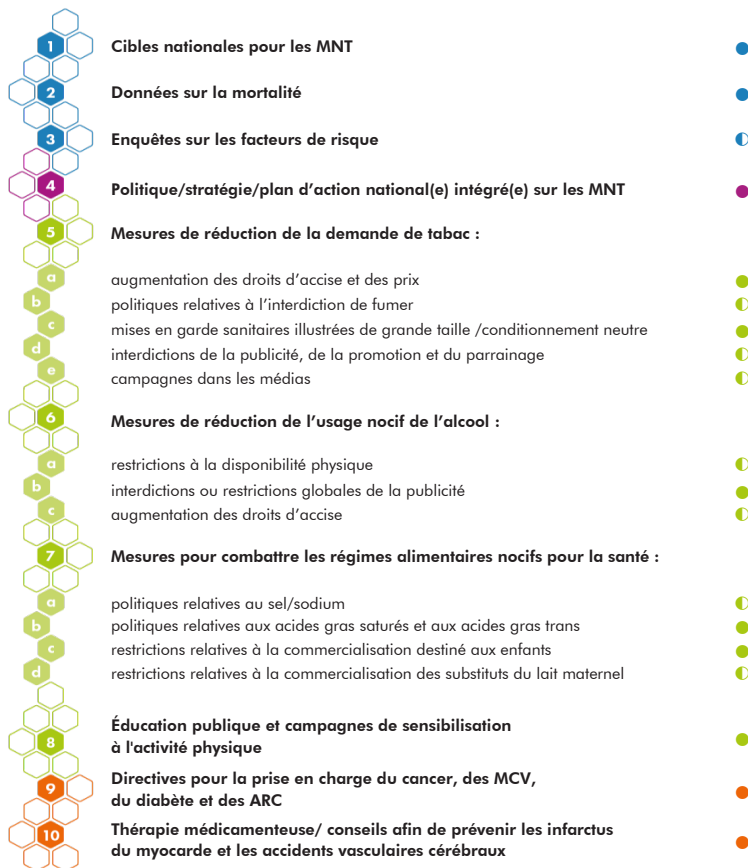 1 Cibles nationales pour les MNT
2 Données sur la mortalité
3 Enquêtes sur les facteurs de risque
4 Politique/stratégie/plan d'action national(e) intégré(e) sur les MNT
5 Mesures de réduction de la demande de tabac :
a augmentation des droits d'accise et des prix
b politiques relatives à l'interdiction de fumer
c mises en garde sanitaires illustrées de grande taille /conditionnement neutre
d interdictions de la publicité, de la promotion et du parrainage
e campagnes dans les médias
6 Mesures de réduction de l'usage nocif de l'alcool :
a restrictions à la disponibilité physique
b interdictions ou restrictions globales de la publicité
c augmentation des droits d'accise
7 Mesures pour combattre les régimes alimentaires nocifs pour la santé :
a politiques relatives au sel/sodium
b politiques relatives aux acides gras saturés et aux acides gras trans
c restrictions relatives à la commercialisation destiné aux enfants
d restrictions relatives à la commercialisation des substituts du lait maternel
8 Éducation publique et campagnes de sensibilisation
à l'activité physique
9 Directives pour la prise en charge du cancer, des MCV,
du diabète et des ARC
10 Thérapie médicamenteuse/ conseils afin de prévenir les infarctus
du myocarde et les accidents vasculaires cérébraux